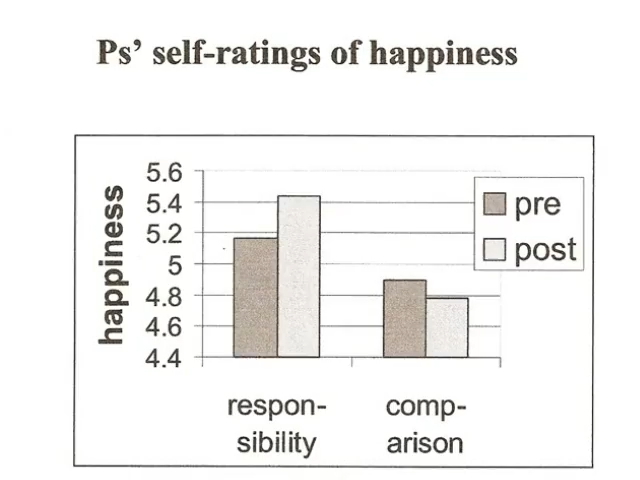 Ps' self-ratings of happiness
happiness
5.6
5.4
5.2
5
4.8
4.6
4.4
pre
post
respon-
sibility
comp-
arison